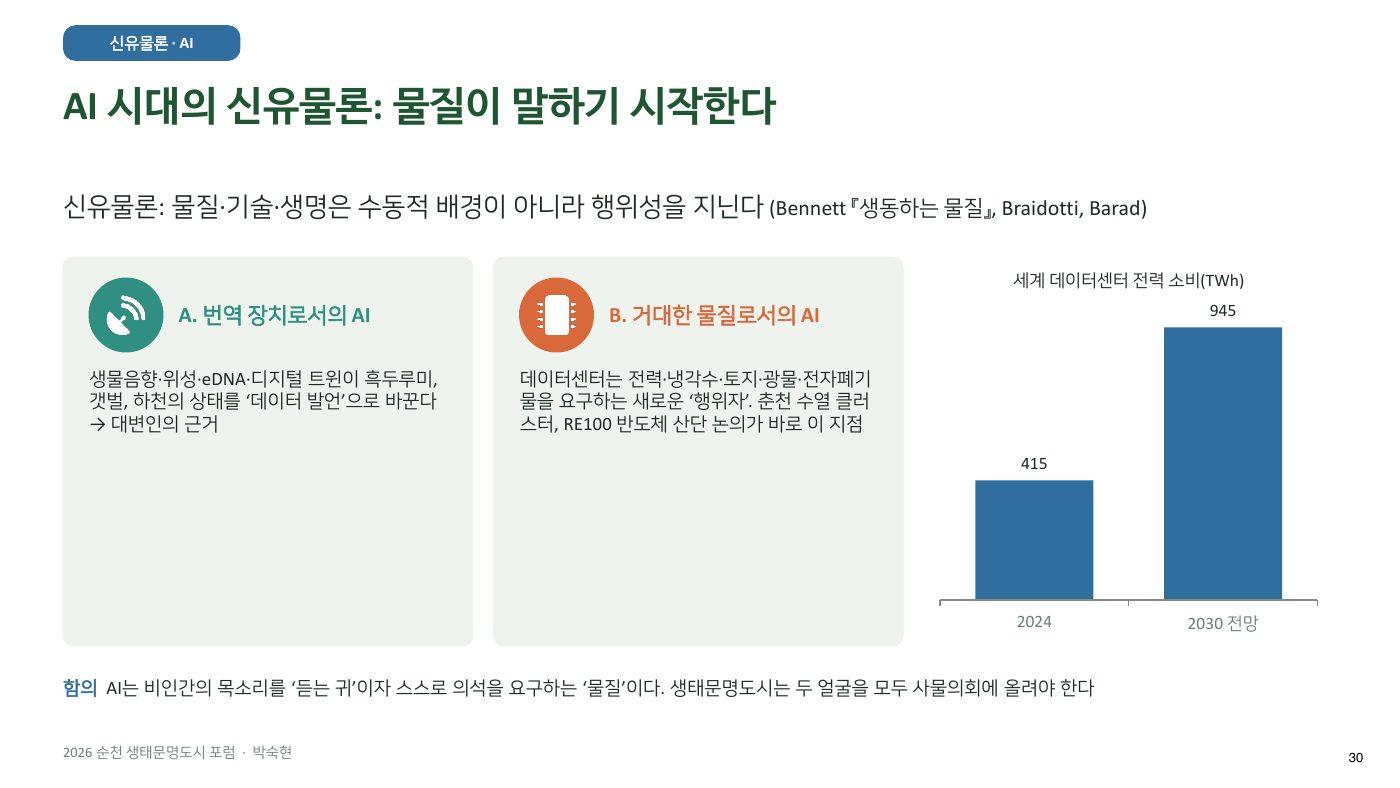 신유물론 · AI
AI 시대의 신유물론: 물질이 말하기 시작한다
신유물론: 물질·기술·생명은 수동적 배경이 아니라 행위성을 지닌다 (Bennett『생동하는 물질』, Braidotti, Barad)
A. 번역 장치로서의 AI
생물음향·위성·eDNA·디지털 트윈이 흑두루미,
갯벌, 하천의 상태를 ‘데이터 발언’으로 바꾼다
→ 대변인의 근거
B. 거대한 물질로서의 AI
데이터센터는 전력·냉각수·토지·광물·전자폐기
물을 요구하는 새로운 ‘행위자’. 춘천 수열 클러
스터, RE100 반도체 산단 논의가 바로 이 지점
세계 데이터센터 전력 소비(TWh)
945
415
2024
2030 전망
함의 AI는 비인간의 목소리를 ‘듣는 귀’이자 스스로 의석을 요구하는 ‘물질’이다. 생태문명도시는 두 얼굴을 모두 사물의회에 올려야 한다
2026 순천 생태문명도시 포럼 · 박숙현
30